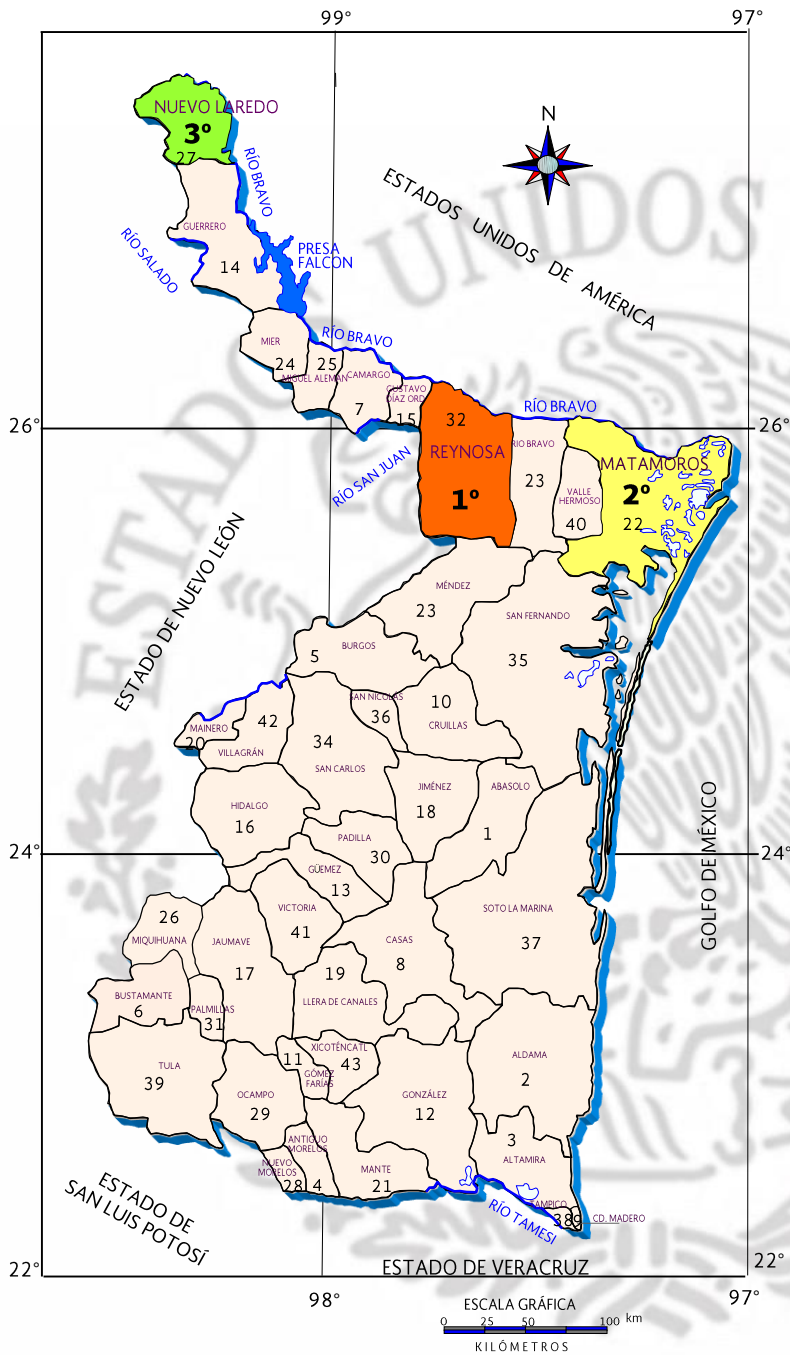 99°
97°
NUEVO LAREDO
3°
27
N
RÍO BRAVO
ESTADOS UNIDOS DE AMÉRICA
GUERRERO
RÍO SALADO
PRESA
FALCÓN
14
RÍO BRAVO
MIER
24
25
MIGUEL ALEMÁN
CAMARGO
7
GUSTAVO
DÍAZ ORD.
15
RÍO BRAVO
26°
26°
32
REYNOSA
1°
RÍO SAN JUAN
RIO BRAVO
23
VALLE
HERMOSO
40
MATAMOROS
2°
22
ESTADO DE NUEVO LEÓN
MÉNDEZ
23
SAN FERNANDO
35
BURGOS
5
SAN NICOLAS
36
10
CRUILLAS
MAINERO
20
42
VILLAGRÁN
34
SAN CARLOS
HIDALGO
16
JIMÉNEZ
18
ABASOLO
1
GOLFO DE MÉXICO
PADILLA
30
24°
24°
GÜEMEZ
13
VICTORIA
41
SOTO LA MARINA
37
26
MIQUIHUANA
JAUMAVE
17
CASAS
8
19
LLERA DE CANALES
BUSTAMANTE
6
PALMILLAS
31
TULA
39
11
XICOTÉNCATL
43
GÓMEZ
FARÍAS
ALDAMA
2
OCAMPO
29
GONZÁLEZ
12
ANTIGUO
MORELOS
4
3
ALTAMIRA
NUEVO
MORELOS
28
MANTE
21
TAMPICO
38
9
CD. MADERO
RÍO TAMESI
ESTADO DE
SAN LUIS POTOSÍ
ESTADO DE VERACRUZ
22°
22°
98°
97°
ESCALA GRÁFICA
0 25 50 100 km
KILÓMETROS
ESTADOS UNIDOS